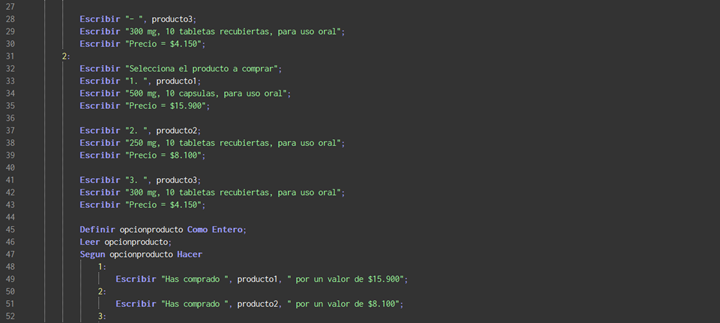 27
28 Escribir "~ ", producto3;
29 Escribir "300 mg, 10 tabletas recubiertas, para uso oral";
30 Escribir "Precio = $4.150";
31 2:
32 Escribir "Selecciona el producto a comprar";
33 Escribir "1. ", producto1;
34 Escribir "500 mg, 10 capsulas, para uso oral";
35 Escribir "Precio = $15.900";
36
37 Escribir "2. ", producto2;
38 Escribir "250 mg, 10 tabletas recubiertas, para uso oral";
39 Escribir "Precio = $8.100";
40
41 Escribir "3. ", producto3;
42 Escribir "300 mg, 10 tabletas recubiertas, para uso oral";
43 Escribir "Precio = $4.150";
44
45 Definir opcionproducto Como Entero;
46 Leer opcionproducto;
47 Segun opcionproducto Hacer
48 1:
49 Escribir "Has comprado ", producto1, " por un valor de $15.900";
50 2:
51 Escribir "Has comprado ", producto2, " por un valor de $8.100";
52 3: